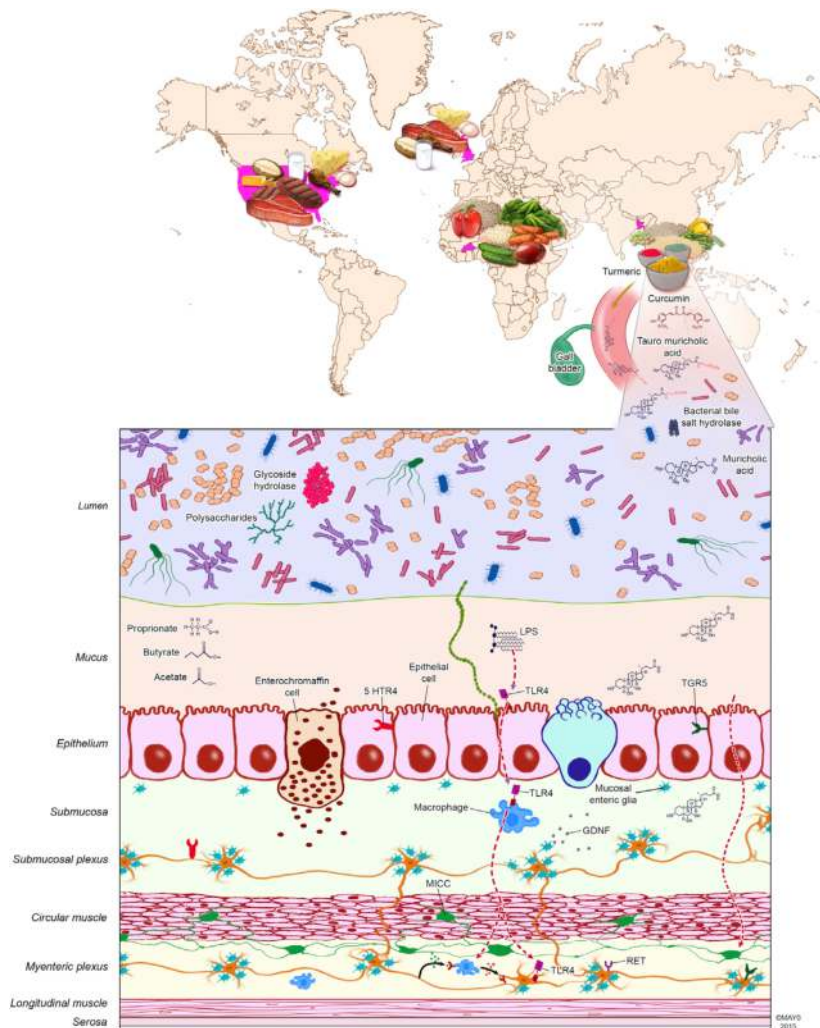 Turmeric
Curcumin
Tauro muricholic
acid
Gall
bladder
Bacterial bile
salt hydrolase
Muricholic
acid
Lumen
Glycoside
hydrolase
Polysaccharides
Mucus
Proprionate
Butyrate
Acetate
LPS
Enterochromaffin
cell
5 HTR4
Epithelial
cell
TLR4
TGR5
Epithelium
Submucosa
Macrophage
TLR4
Mucosal
enteric glia
GDNF
Submucosal plexus
MICC
Circular muscle
Myenteric plexus
TLR4
RET
Longitudinal muscle
Serosa
©MAYO
2015